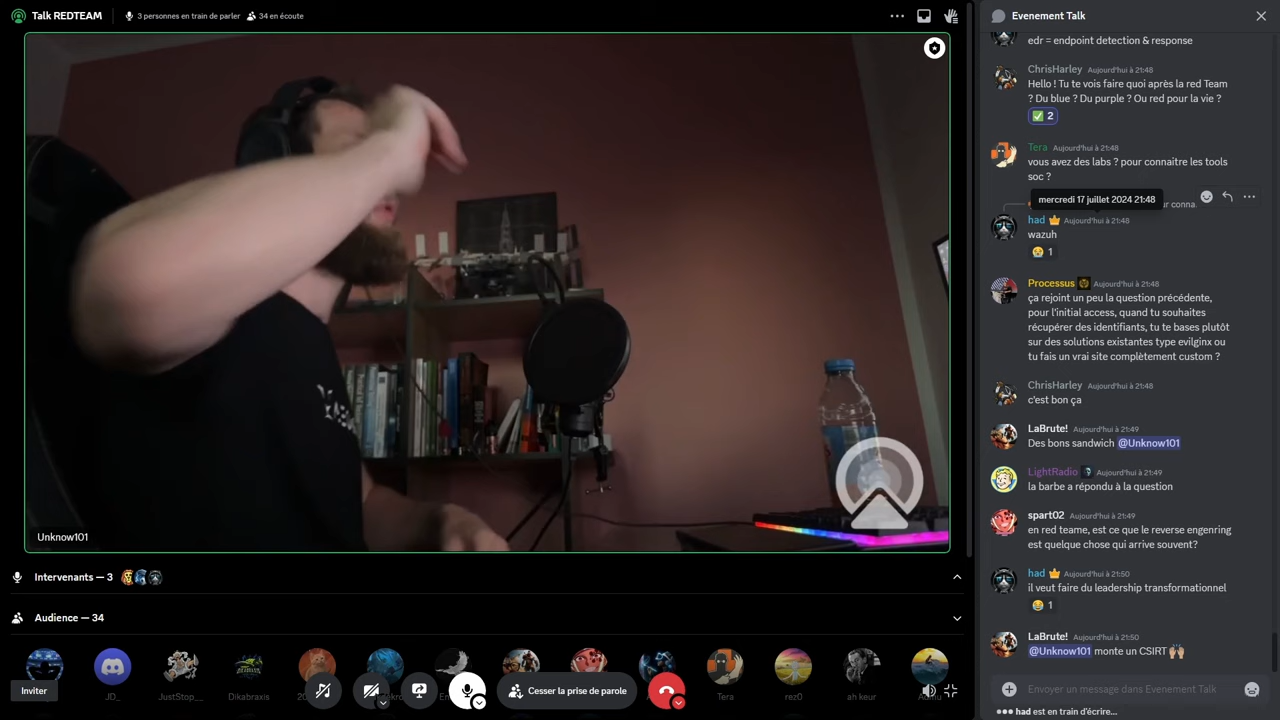 Talk REDTEAM
3 personnes en train de parler
34 en écoute
Unknow101
Intervenants — 3
Audience — 34
JD_
JustStop_
Dikabraxis
Tera
rez0
ah keur
Inviter
Cesser la prise de parole
Evenement Talk
edr = endpoint detection & response
ChrisHarley Aujourd'hui à 21:48
Hello ! Tu te vois faire quoi après la red Team
? Du blue ? Du purple ? Ou red pour la vie ?
✅ 2
Tera Aujourd'hui à 21:48
vous avez des labs ? pour connaitre les tools
soc ?
mercredi 17 juillet 2024 21:48
ur conna.
had Aujourd'hui à 21:48
wazuh
1
Processus Aujourd'hui à 21:48
ça rejoint un peu la question précédente,
pour l'initial access, quand tu souhaites
récupérer des identifiants, tu te bases plutôt
sur des solutions existantes type evilginx ou
tu fais un vrai site complètement custom ?
ChrisHarley Aujourd'hui à 21:48
c'est bon ça
LaBrute! Aujourd'hui à 21:49
Des bons sandwich @Unknow101
LightRadio Aujourd'hui à 21:49
la barbe a répondu à la question
spart02 Aujourd'hui à 21:49
en red teame, est ce que le reverse engenring
est quelque chose qui arrive souvent?
had Aujourd'hui à 21:50
il veut faire du leadership transformationnel
1
LaBrute! Aujourd'hui à 21:50
@Unknow101 monte un CSIRT 🙌
Envoyer un message dans Evenement Talk
had est en train d'écrire...